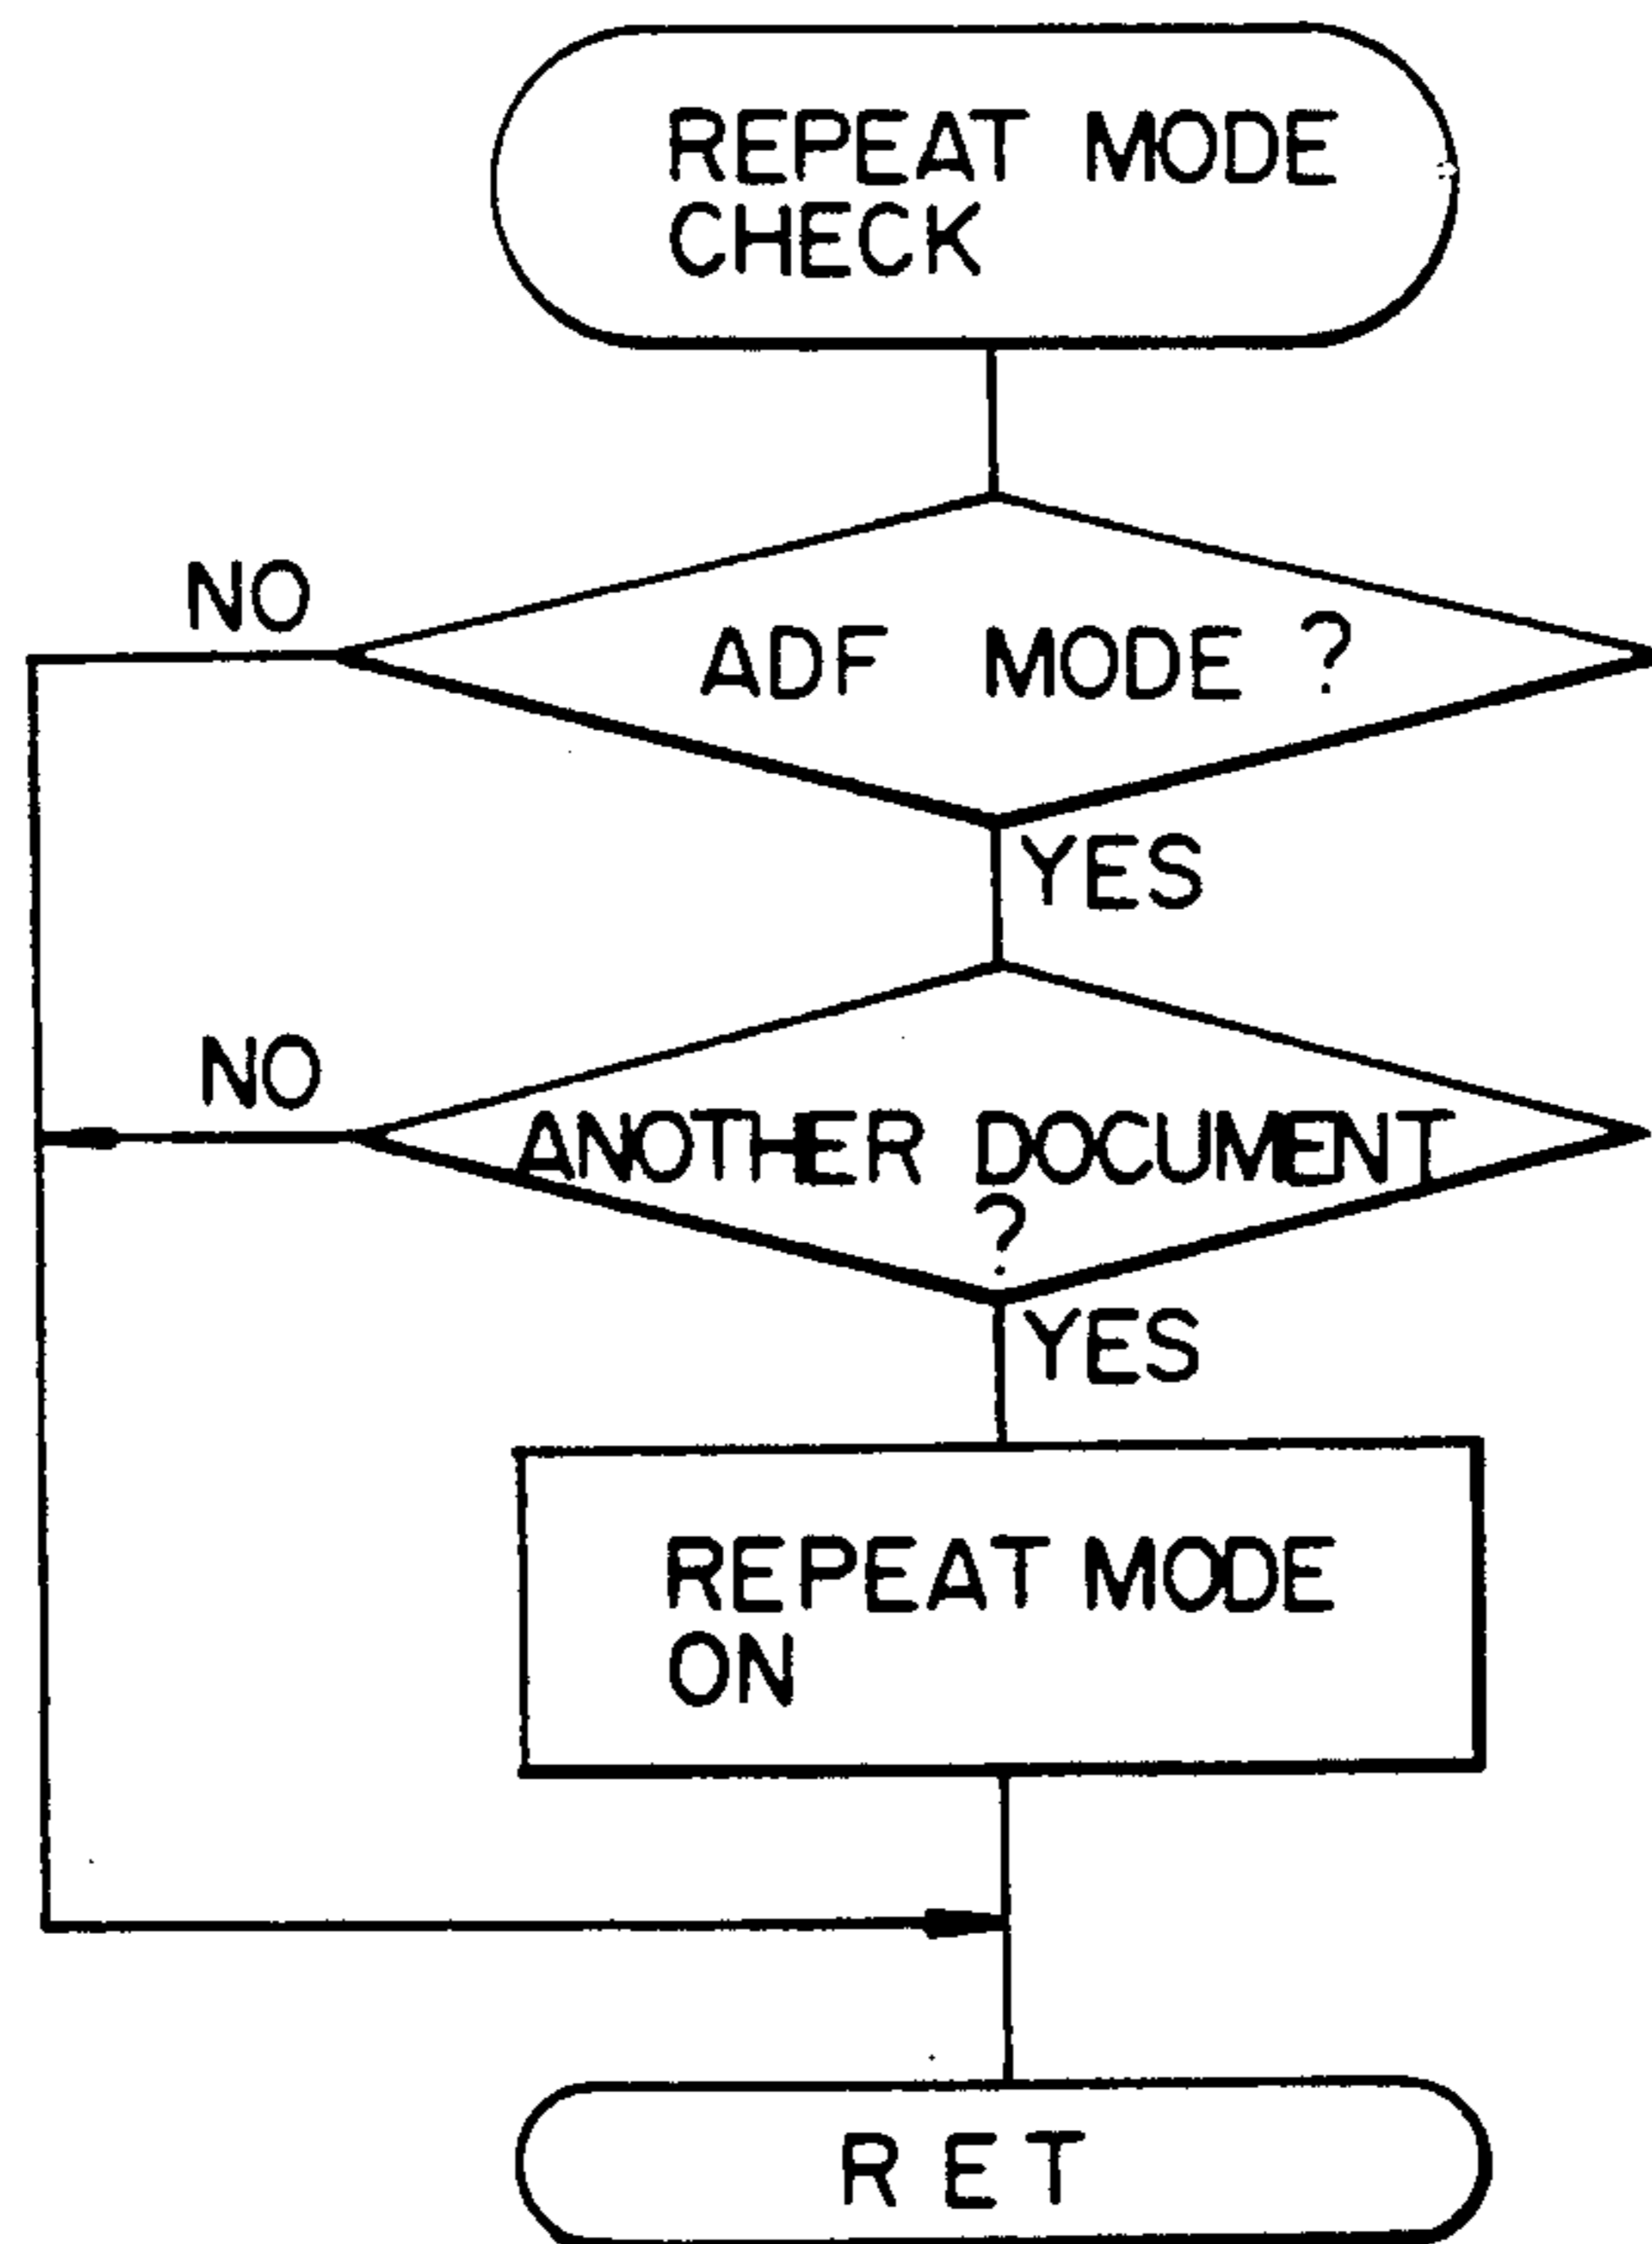 REPEAT MODE
CHECK
NO
ADF MODE ?
YES
NO
ANOTHER DOCUMENT
?
YES
REPEAT MODE
ON
RET